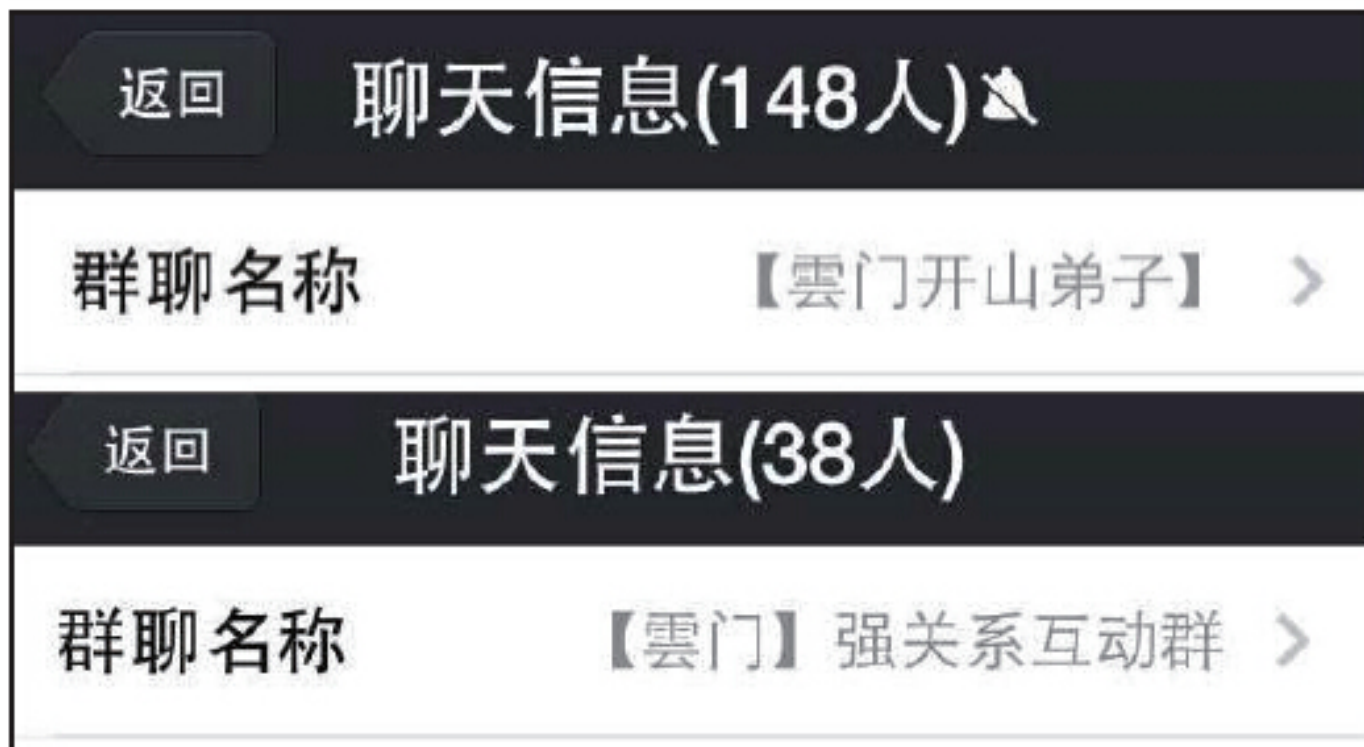 返回 聊天信息(148人)
群聊名称 【雲门开山弟子】
返回 聊天信息(38人)
群聊名称 【雲门】强关系互动群